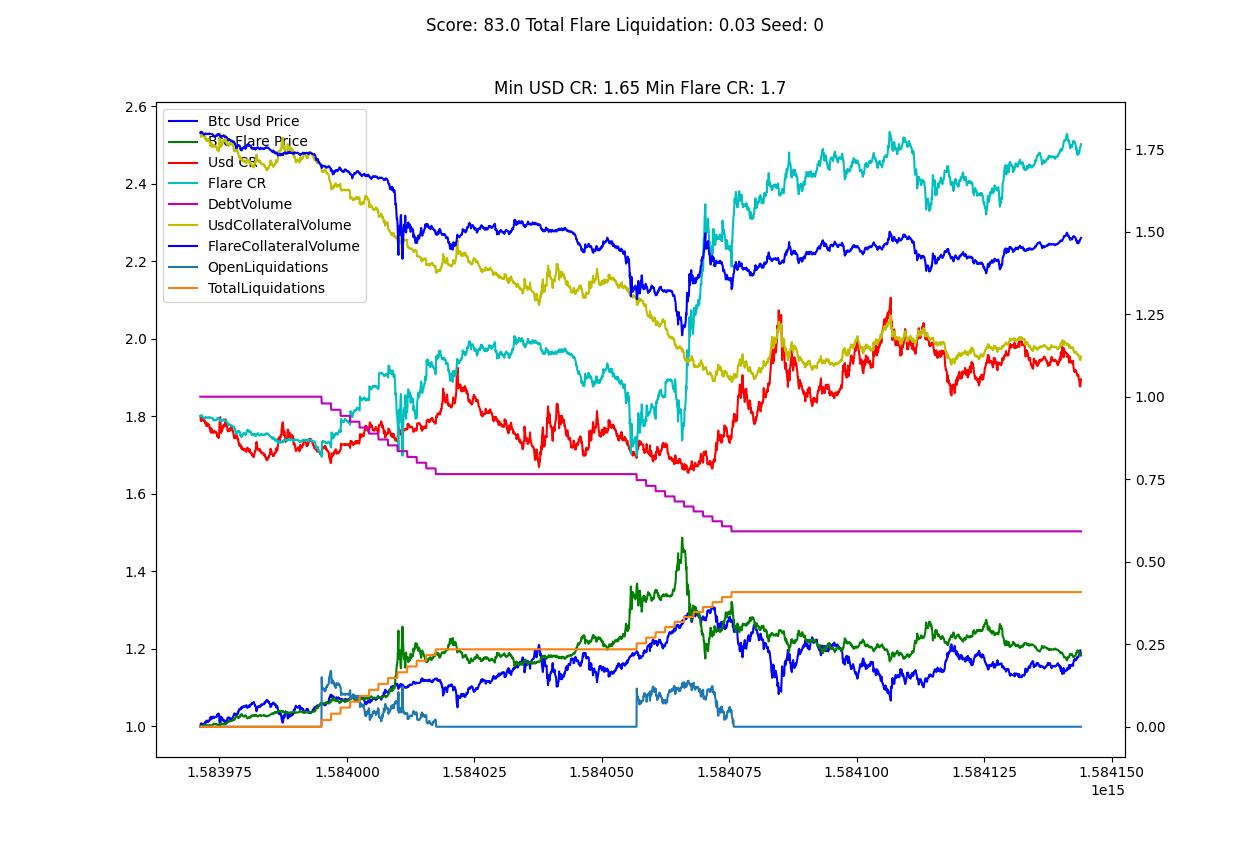 Score: 83.0 Total Flare Liquidation: 0.03 Seed: 0
Min USD CR: 1.65 Min Flare CR: 1.7
Btc Usd Price
Btc Flare Price
Usd CR
Flare CR
DebtVolume
UsdCollateralVolume
FlareCollateralVolume
OpenLiquidations
TotalLiquidations
2.6
2.4
2.2
2.0
1.8
1.6
1.4
1.2
1.0
1.75
1.50
1.25
1.00
0.75
0.50
0.25
0.00
1.583975 1.584000 1.584025 1.584050 1.584075 1.584100 1.584125 1.584150
1e15